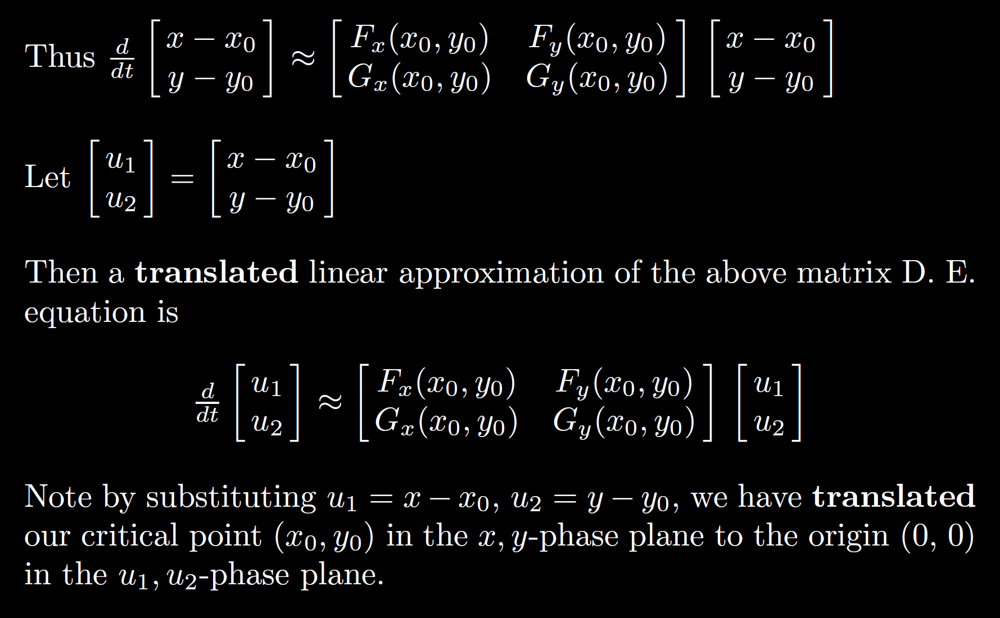 Thus $\frac{d}{dt} \begin{bmatrix} x - x_0 \\ y - y_0 \end{bmatrix} \approx \begin{bmatrix} F_x(x_0, y_0) & F_y(x_0, y_0) \\ G_x(x_0, y_0) & G_y(x_0, y_0) \end{bmatrix} \begin{bmatrix} x - x_0 \\ y - y_0 \end{bmatrix}$
Let $\begin{bmatrix} u_1 \\ u_2 \end{bmatrix} = \begin{bmatrix} x - x_0 \\ y - y_0 \end{bmatrix}$
Then a translated linear approximation of the above matrix D. E.
equation is
$\frac{d}{dt} \begin{bmatrix} u_1 \\ u_2 \end{bmatrix} \approx \begin{bmatrix} F_x(x_0, y_0) & F_y(x_0, y_0) \\ G_x(x_0, y_0) & G_y(x_0, y_0) \end{bmatrix} \begin{bmatrix} u_1 \\ u_2 \end{bmatrix}$
Note by substituting $u_1 = x - x_0$, $u_2 = y - y_0$, we have translated
our critical point $(x_0, y_0)$ in the $x, y$-phase plane to the origin (0, 0)
in the $u_1, u_2$-phase plane.